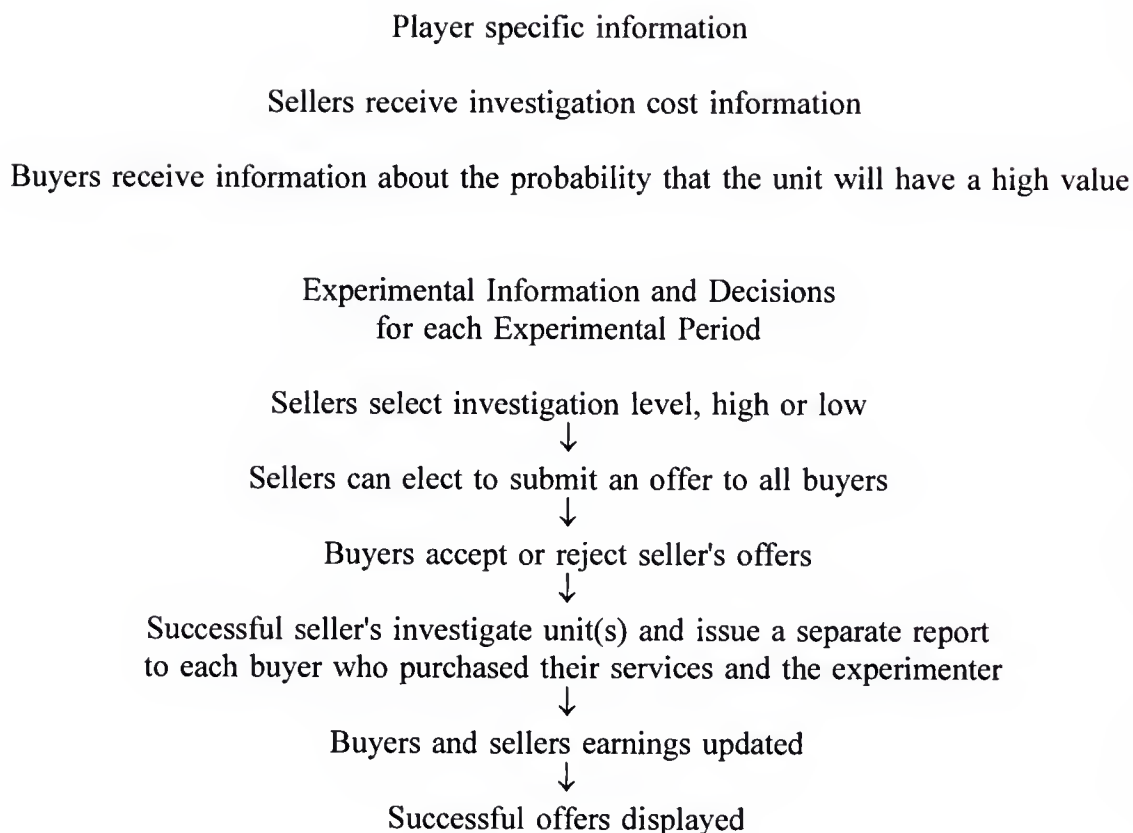 Player specific information
Sellers receive investigation cost information
Buyers receive information about the probability that the unit will have a high value
Experimental Information and Decisions
for each Experimental Period
Sellers select investigation level, high or low
↓
Sellers can elect to submit an offer to all buyers
↓
Buyers accept or reject seller's offers
↓
Successful seller's investigate unit(s) and issue a separate report
to each buyer who purchased their services and the experimenter
↓
Buyers and sellers earnings updated
↓
Successful offers displayed